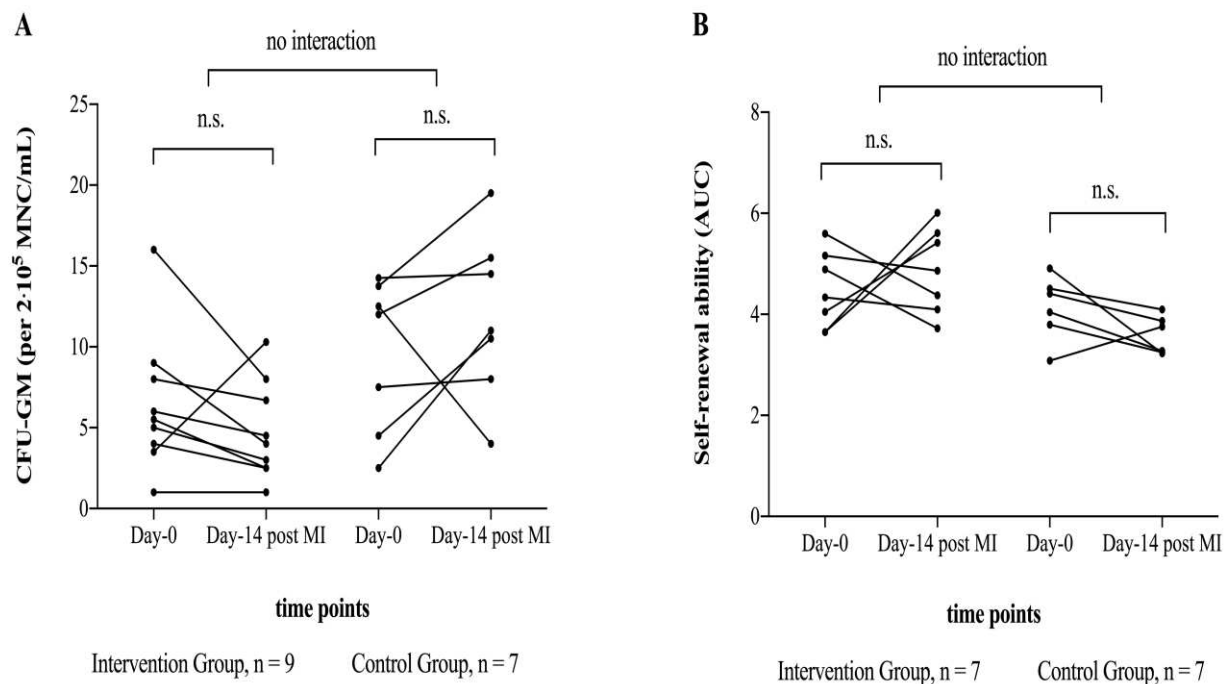 A
no interaction
n.s.
n.s.
CFU-GM (per 2·10⁵ MNC/mL)
25
20
15
10
5
0
Day-0
Day-14 post MI
Day-0
Day-14 post MI
time points
Intervention Group, n = 9
Control Group, n = 7
B
no interaction
n.s.
n.s.
Self-renewal ability (AUC)
8
6
4
2
0
Day-0
Day-14 post MI
Day-0
Day-14 post MI
time points
Intervention Group, n = 7
Control Group, n = 7